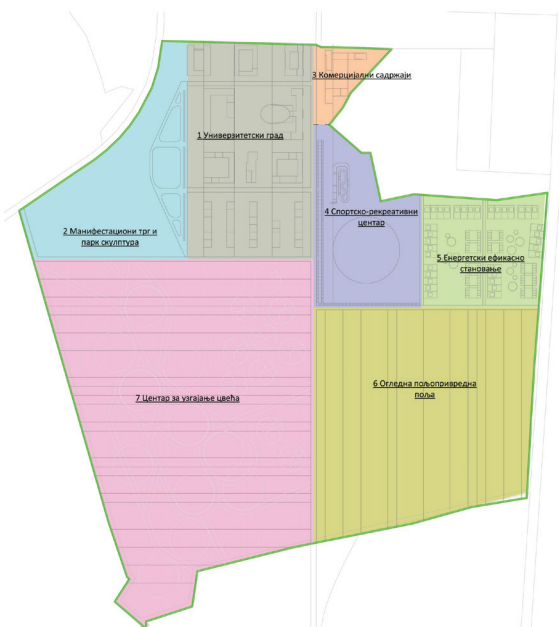 3 Комерцијални садржаји
1 Универзитетски град
4 Спортско-рекреативни
центар
2 Манифестациони трг и
парк скулптура
5 Енергетски ефикасно
становање
6 Огледна пољопривредна
поља
7 Центар за узгајање цвећа